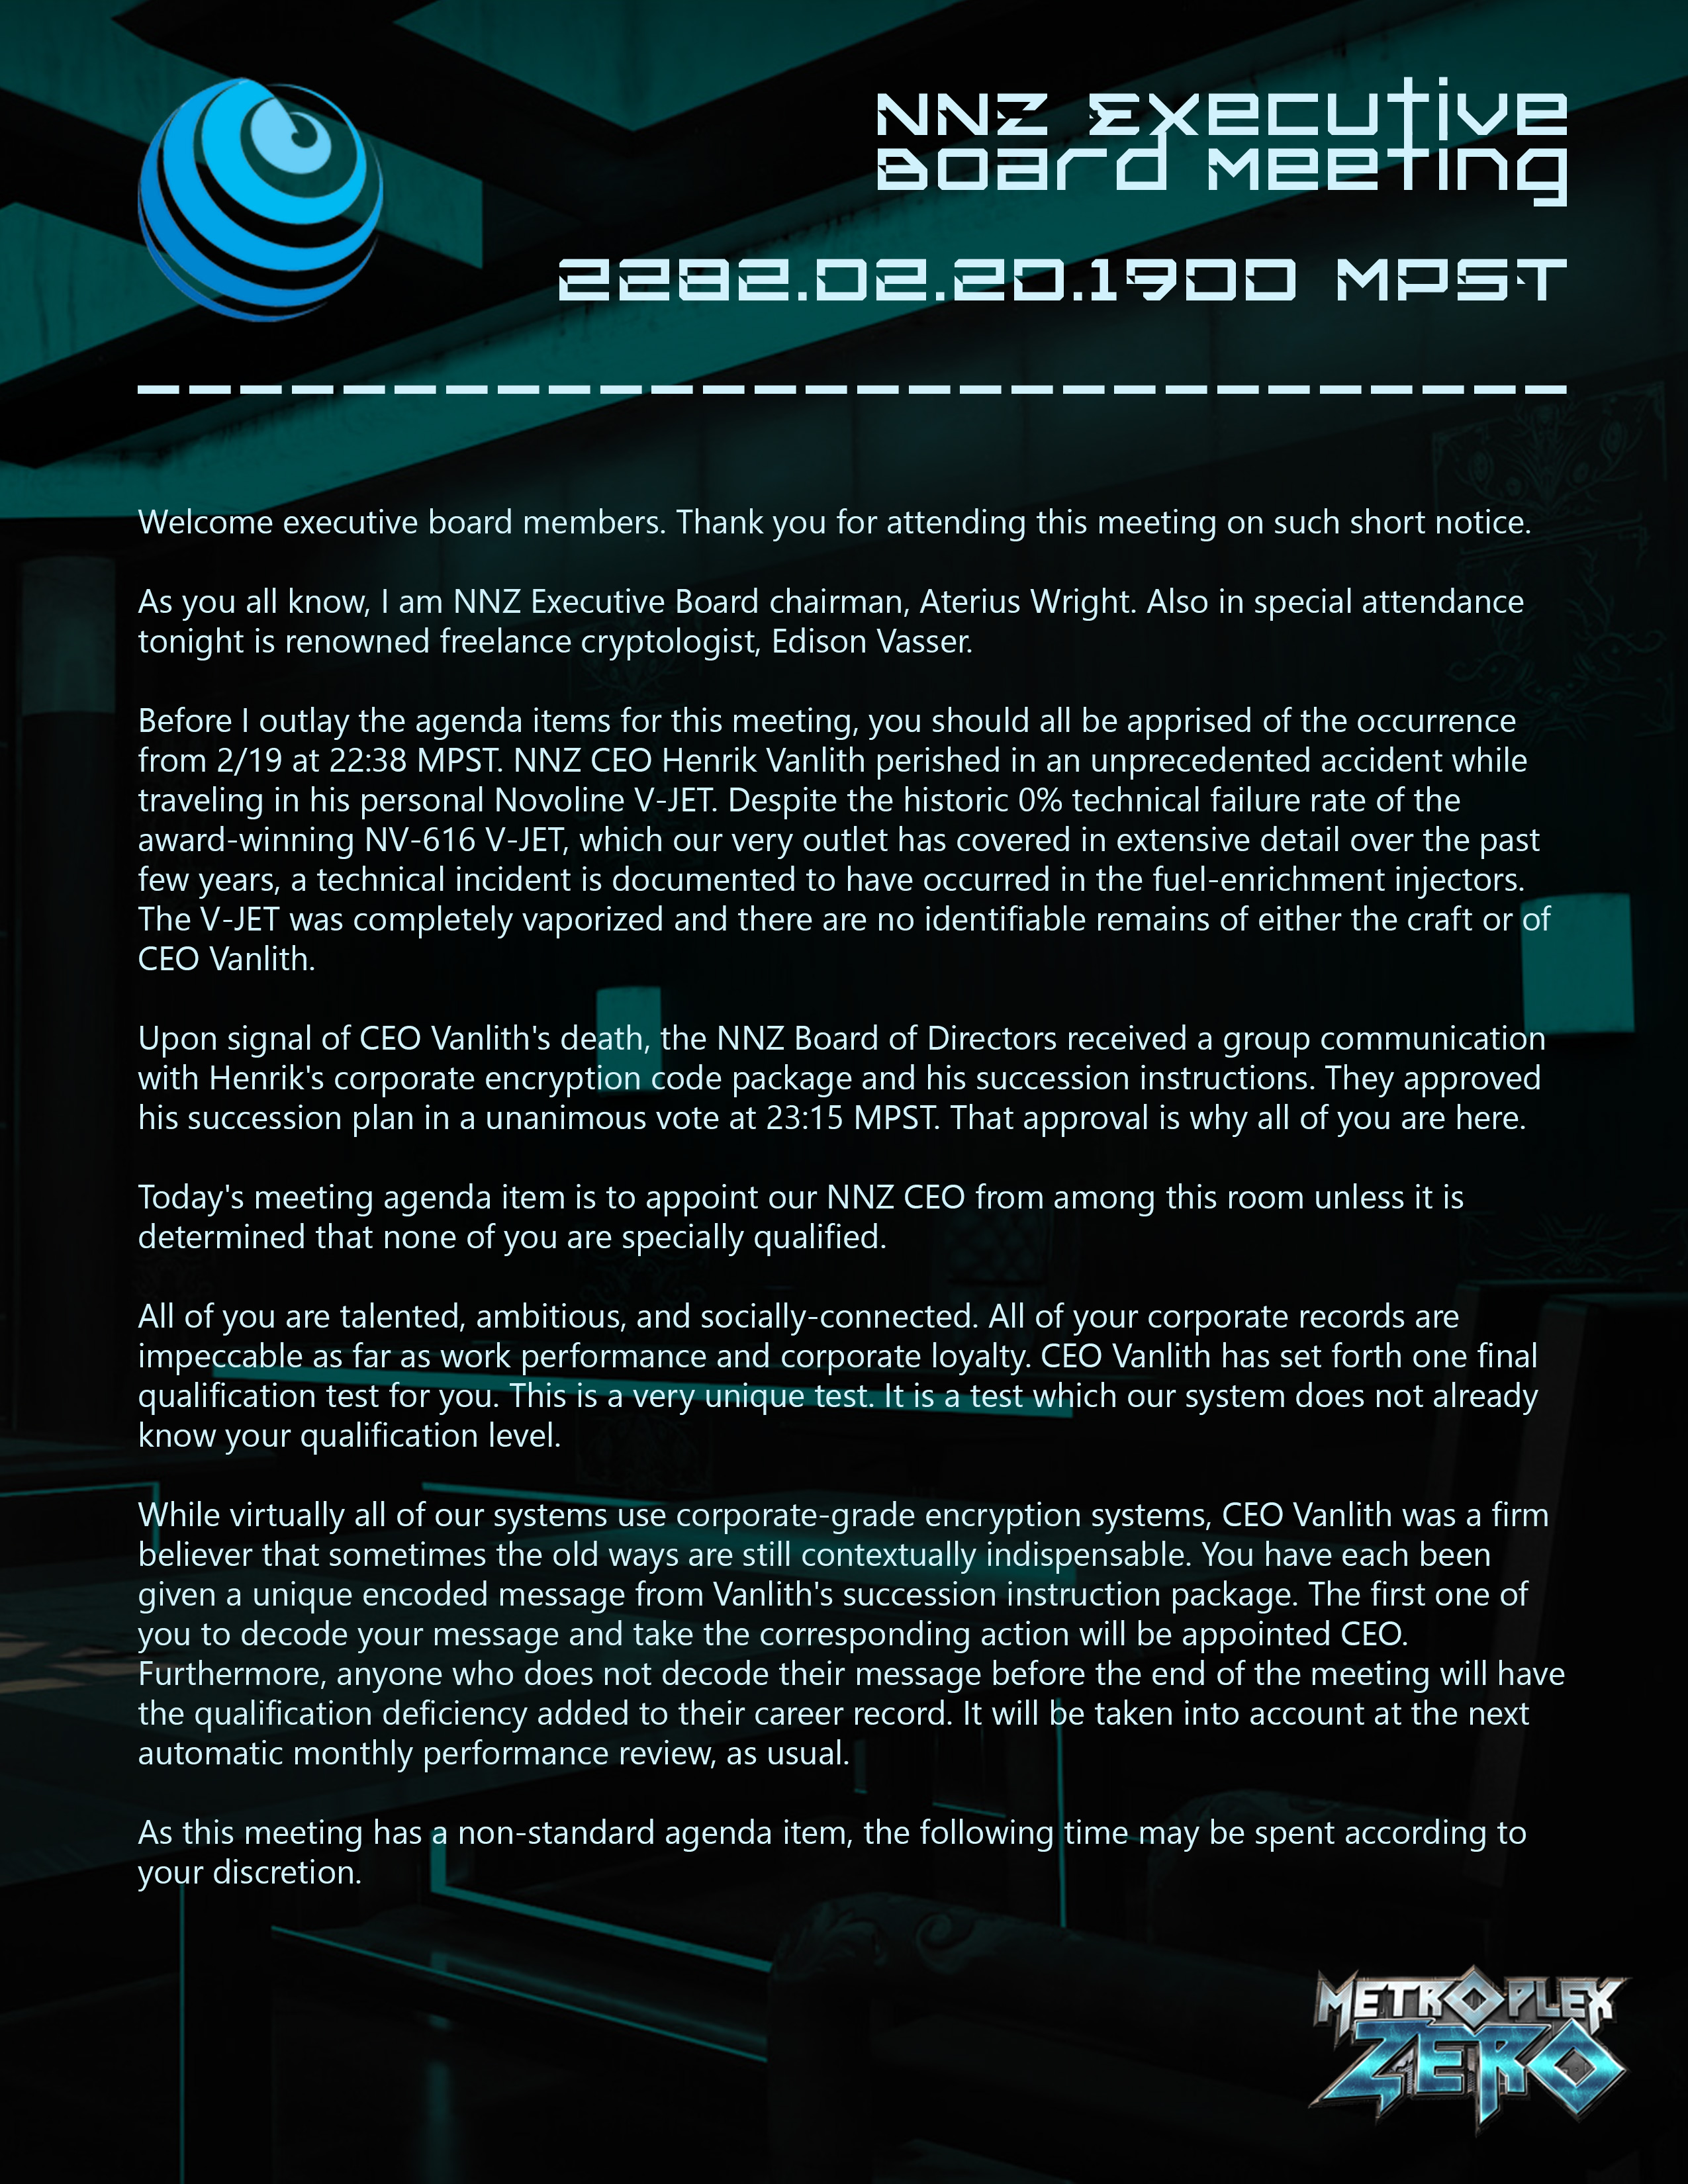 NNZ Executive
Board Meeting
2282.02.20.1900 MPST
Welcome executive board members. Thank you for attending this meeting on such short notice.
As you all know, I am NNZ Executive Board chairman, Aterius Wright. Also in special attendance
tonight is renowned freelance cryptologist, Edison Vasser.
Before I outlay the agenda items for this meeting, you should all be apprised of the occurrence
from 2/19 at 22:38 MPST. NNZ CEO Henrik Vanlith perished in an unprecedented accident while
traveling in his personal Novoline V-JET. Despite the historic 0% technical failure rate of the
award-winning NV-616 V-JET, which our very outlet has covered in extensive detail over the past
few years, a technical incident is documented to have occurred in the fuel-enrichment injectors.
The V-JET was completely vaporized and there are no identifiable remains of either the craft or of
CEO Vanlith.
Upon signal of CEO Vanlith's death, the NNZ Board of Directors received a group communication
with Henrik's corporate encryption code package and his succession instructions. They approved
his succession plan in a unanimous vote at 23:15 MPST. That approval is why all of you are here.
Today's meeting agenda item is to appoint our NNZ CEO from among this room unless it is
determined that none of you are specially qualified.
All of you are talented, ambitious, and socially-connected. All of your corporate records are
impeccable as far as work performance and corporate loyalty. CEO Vanlith has set forth one final
qualification test for you. This is a very unique test. It is a test which our system does not already
know your qualification level.
While virtually all of our systems use corporate-grade encryption systems, CEO Vanlith was a firm
believer that sometimes the old ways are still contextually indispensable. You have each been
given a unique encoded message from Vanlith's succession instruction package. The first one of
you to decode your message and take the corresponding action will be appointed CEO.
Furthermore, anyone who does not decode their message before the end of the meeting will have
the qualification deficiency added to their career record. It will be taken into account at the next
automatic monthly performance review, as usual.
As this meeting has a non-standard agenda item, the following time may be spent according to
your discretion.
METROPLEX
ZERO